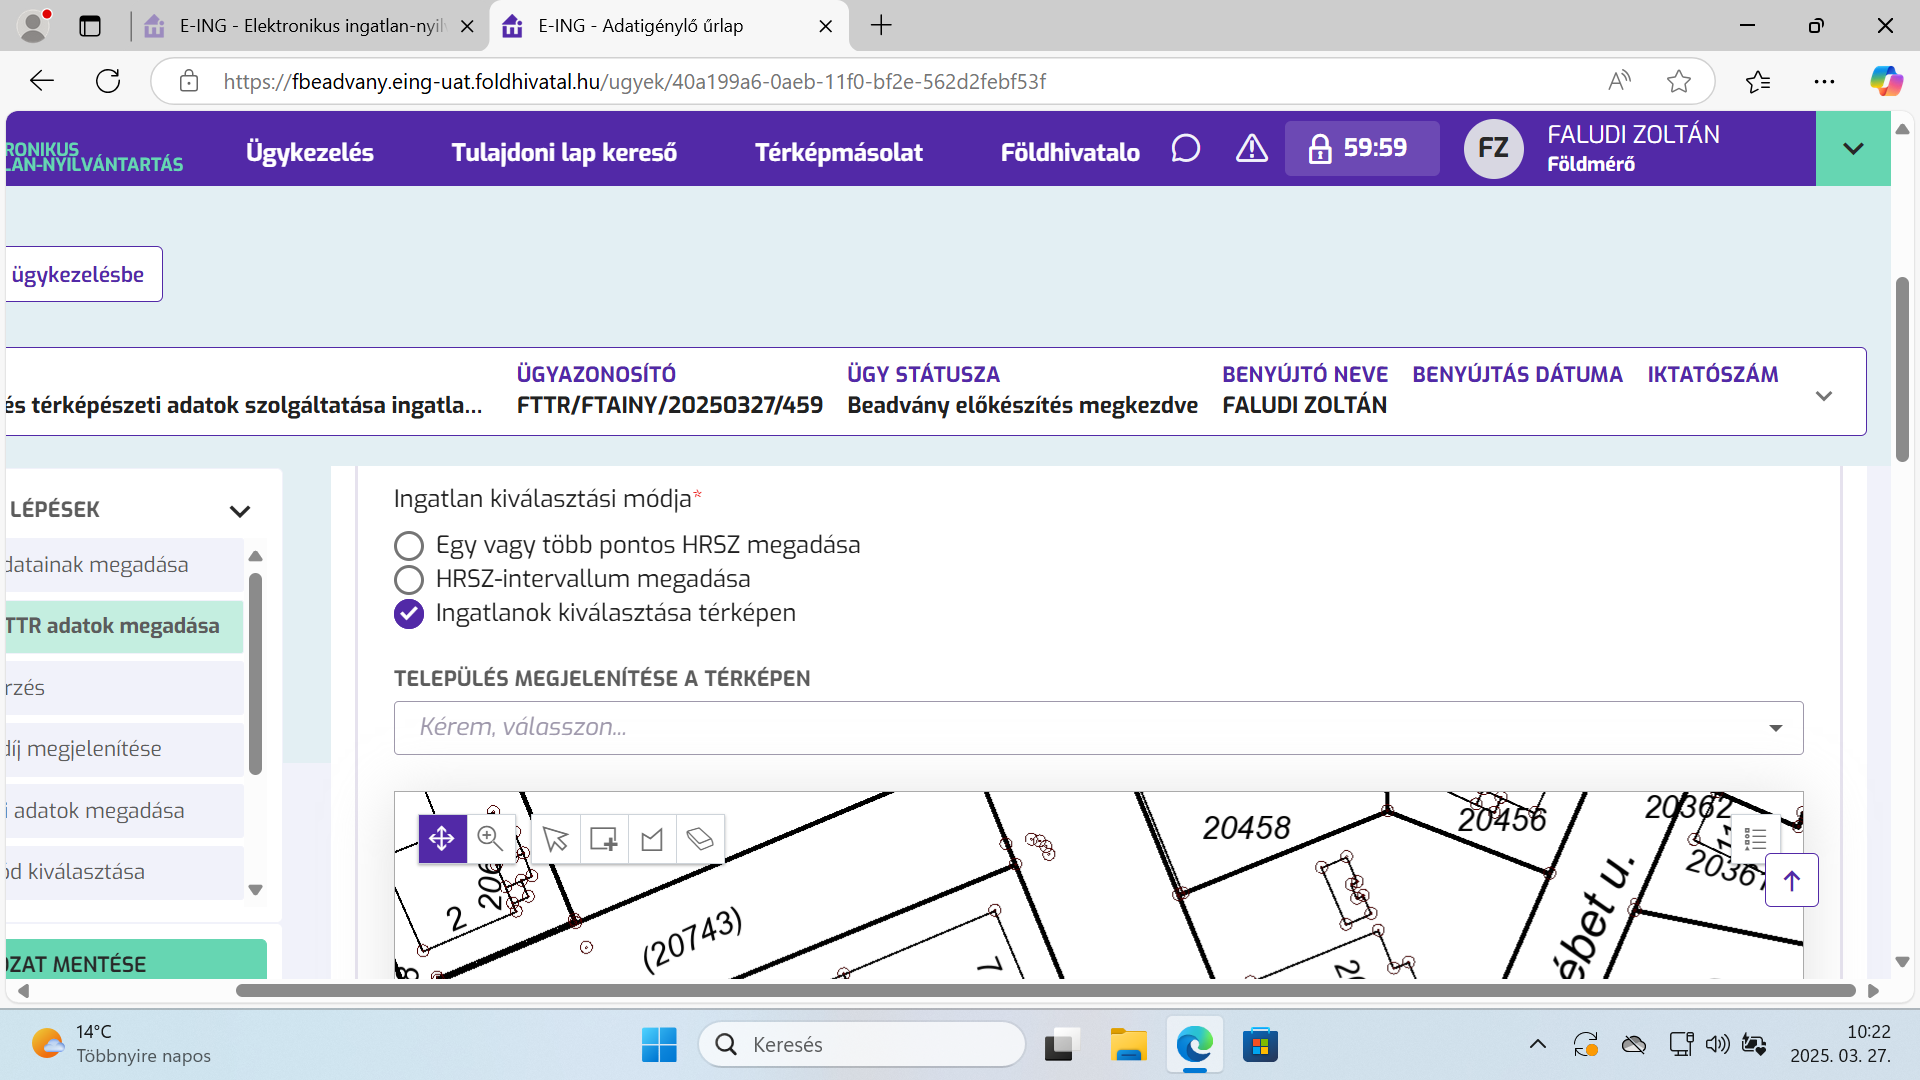 E-ING - Elektronikus ingatlan-nyil
E-ING - Adatigénylő űrlap
https://fbeadvany.eing-uat.foldhivatal.hu/ugyek/40a199a6-0aeb-11f0-bf2e-562d2febf53f
RONIKUS
LAN-NYILVÁNTARTÁS
Ügykezelés
Tulajdoni lap kereső
Térképmásolat
Földhivatalo
59:59
FZ
FALUDI ZOLTÁN
Földmérő
ügykezelésbe
és térképészeti adatok szolgáltatása ingatla...
ÜGYAZONOSÍTÓ
FTTR/FTAINY/20250327/459
ÜGY STÁTUSZA
Beadvány előkészítés megkezdve
BENYÚJTÓ NEVE
FALUDI ZOLTÁN
BENYÚJTÁS DÁTUMA
IKTATÓSZÁM
LÉPÉSEK
datainak megadása
TTR adatok megadása
rzés
díj megjelenítése
i adatok megadása
ód kiválasztása
OZAT MENTÉSE
Ingatlan kiválasztási módja*
Egy vagy több pontos HRSZ megadása
HRSZ-intervallum megadása
Ingatlanok kiválasztása térképen
TELEPÜLÉS MEGJELENÍTÉSE A TÉRKÉPEN
Kérem, válasszon...
20458
20456
20362
2036
2
206
(20743)
7
ébet u.
14°C
Többnyire napos
Keresés
10:22
2025. 03. 27.